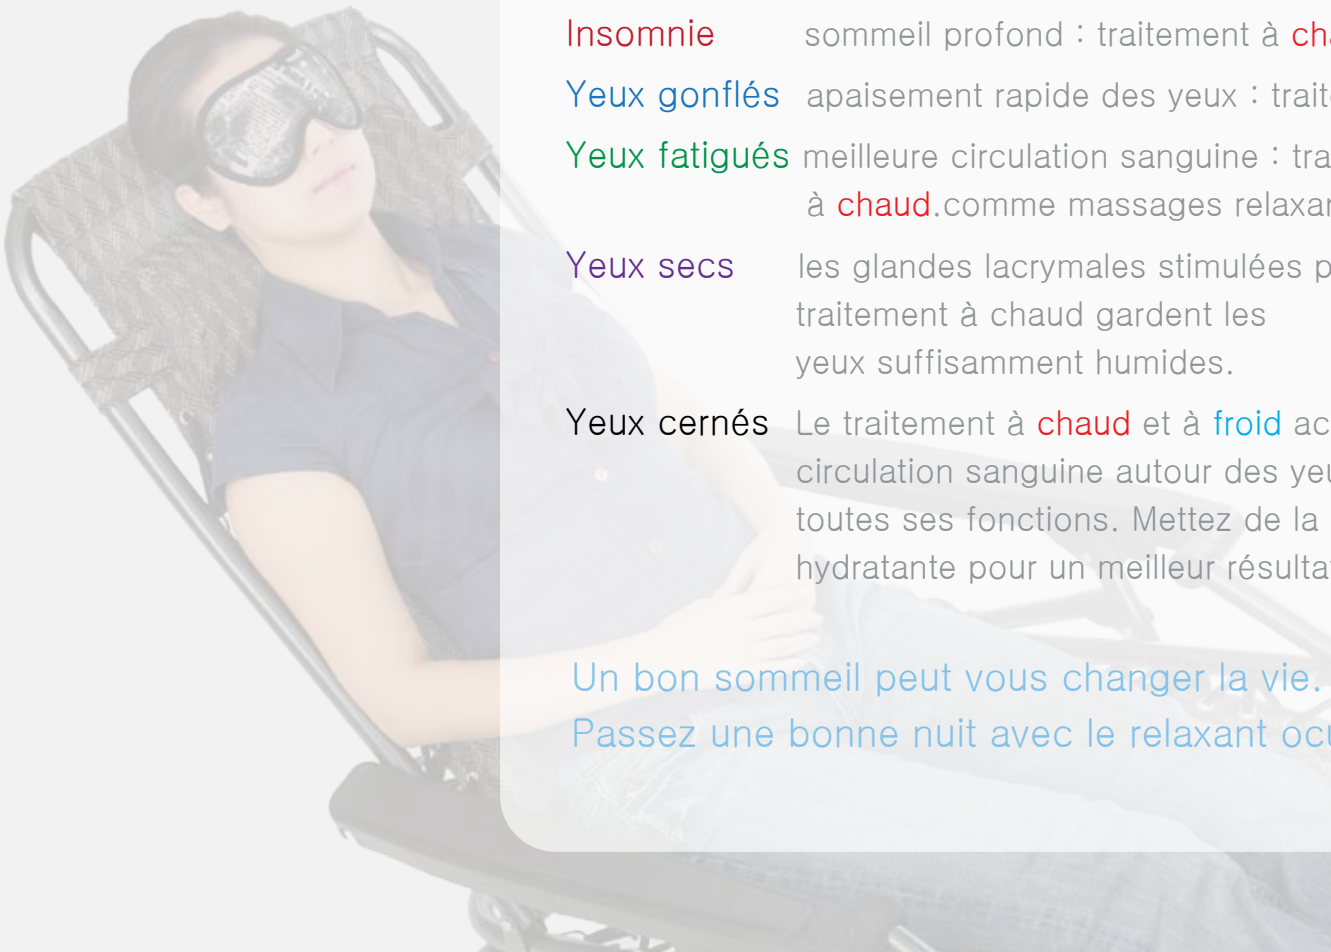 Insomnie sommeil profond : traitement à
Yeux gonflés apaisement rapide des yeux :
Yeux fatigués meilleure circulation sanguine :
à chaud.comme massages
Yeux secs les glandes lacrymales stimulées
traitement à chaud gardent les
yeux suffisamment humides.
Yeux cernés Le traitement à chaud et à froid
circulation sanguine autour des
toutes ses fonctions. Mettez de la
hydratante pour un meilleur
Un bon sommeil peut vous changer la vie.
Passez une bonne nuit avec le relaxant